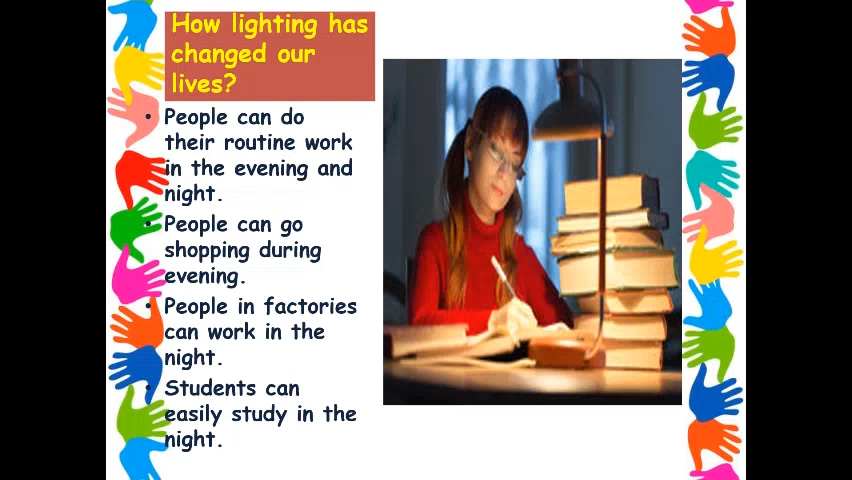 How lighting has
changed our
lives?
• People can do
their routine work
in the evening and
night.
• People can go
shopping during
evening.
• People in factories
can work in the
night.
• Students can
easily study in the
night.